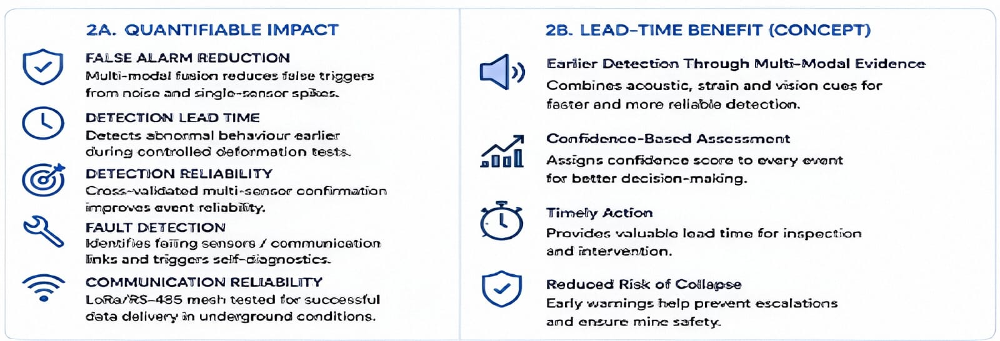 2A. QUANTIFIABLE IMPACT
FALSE ALARM REDUCTION
Multi-modal fusion reduces false triggers
from noise and single-sensor spikes.
DETECTION LEAD TIME
Detects abnormal behaviour earlier
during controlled deformation tests.
DETECTION RELIABILITY
Cross-validated multi-sensor confirmation
improves event reliability.
FAULT DETECTION
Identifies failing sensors / communication
links and triggers self-diagnostics.
COMMUNICATION RELIABILITY
LoRa/RS-485 mesh tested for successful
data delivery in underground conditions.
2B. LEAD-TIME BENEFIT (CONCEPT)
Earlier Detection Through Multi-Modal Evidence
Combines acoustic, strain and vision cues for
faster and more reliable detection.
Confidence-Based Assessment
Assigns confidence score to every event
for better decision-making.
Timely Action
Provides valuable lead time for inspection
and intervention.
Reduced Risk of Collapse
Early warnings help prevent escalations
and ensure mine safety.